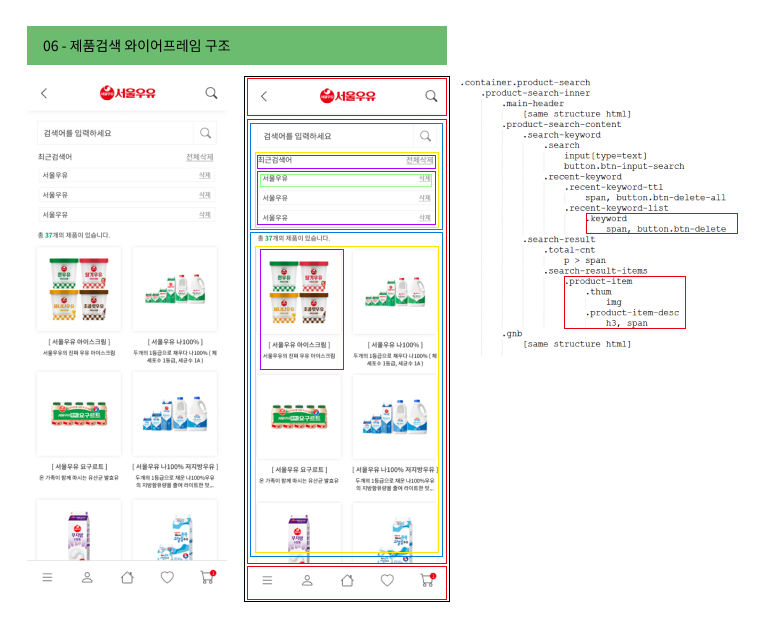 06 - 제품검색 와이어프레임 구조
서울우유
검색어를 입력하세요
최근검색어 전체삭제
서울우유 삭제
서울우유 삭제
서울우유 삭제
총 37개의 제품이 있습니다.
[ 서울우유 아이스크림 ]
서울우유의 진짜 우유 아이스크림
[ 서울우유 나100% ]
두개의 1등급으로 채우다 나100% ( 체
세포수 1등급, 세균수 1A )
[ 서울우유 요구르트 ]
온 가족이 함께 마시는 유산균 발효유
[ 서울우유 나100% 저지방우유 ]
두개의 1등급으로 채운 나100%우유
의 지방함유량을 줄여 라이트한 맛...
서울우유
검색어를 입력하세요
최근검색어 전체삭제
서울우유 삭제
서울우유 삭제
서울우유 삭제
총 37개의 제품이 있습니다.
[ 서울우유 아이스크림 ]
서울우유의 진짜 우유 아이스크림
[ 서울우유 나100% ]
두개의 1등급으로 채우다 나100% ( 체
세포수 1등급, 세균수 1A )
[ 서울우유 요구르트 ]
온 가족이 함께 마시는 유산균 발효유
[ 서울우유 나100% 저지방우유 ]
두개의 1등급으로 채운 나100%우유
의 지방함유량을 줄여 라이트한 맛...
.container.product-search
.product-search-inner
.main-header
[same structure html]
.product-search-content
.search-keyword
.search
input[type=text]
button.btn-input-search
.recent-keyword
.recent-keyword-ttl
span, button.btn-delete-all
.recent-keyword-list
.keyword
span, button.btn-delete
.search-result
.total-cnt
p > span
.search-result-items
.product-item
.thum
img
.product-item-desc
h3, span
.gnb
[same structure html]